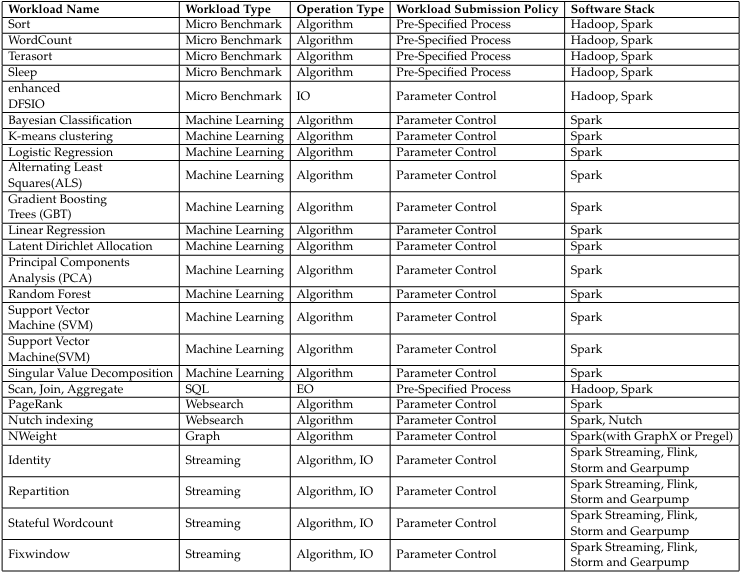 Workload Name Workload Type Operation Type Workload Submission Policy Software Stack
Sort Micro Benchmark Algorithm Pre-Specified Process Hadoop, Spark
WordCount Micro Benchmark Algorithm Pre-Specified Process Hadoop, Spark
Terasort Micro Benchmark Algorithm Pre-Specified Process Hadoop, Spark
Sleep Micro Benchmark Algorithm Pre-Specified Process Hadoop, Spark
enhanced
DFSIO Micro Benchmark IO Parameter Control Hadoop, Spark
Bayesian Classification Machine Learning Algorithm Parameter Control Spark
K-means clustering Machine Learning Algorithm Parameter Control Spark
Logistic Regression Machine Learning Algorithm Parameter Control Spark
Alternating Least
Squares(ALS) Machine Learning Algorithm Parameter Control Spark
Gradient Boosting
Trees (GBT) Machine Learning Algorithm Parameter Control Spark
Linear Regression Machine Learning Algorithm Parameter Control Spark
Latent Dirichlet Allocation Machine Learning Algorithm Parameter Control Spark
Principal Components
Analysis (PCA) Machine Learning Algorithm Parameter Control Spark
Random Forest Machine Learning Algorithm Parameter Control Spark
Support Vector
Machine (SVM) Machine Learning Algorithm Parameter Control Spark
Support Vector
Machine(SVM) Machine Learning Algorithm Parameter Control Spark
Singular Value Decomposition Machine Learning Algorithm Parameter Control Spark
Scan, Join, Aggregate SQL EO Pre-Specified Process Hadoop, Spark
PageRank Websearch Algorithm Parameter Control Spark
Nutch indexing Websearch Algorithm Parameter Control Spark, Nutch
NWeight Graph Algorithm Parameter Control Spark(with GraphX or Pregel)
Identity Streaming Algorithm, IO Parameter Control Spark Streaming, Flink,
Storm and Gearpump
Repartition Streaming Algorithm, IO Parameter Control Spark Streaming, Flink,
Storm and Gearpump
Stateful Wordcount Streaming Algorithm, IO Parameter Control Spark Streaming, Flink,
Storm and Gearpump
Fixwindow Streaming Algorithm, IO Parameter Control Spark Streaming, Flink,
Storm and Gearpump